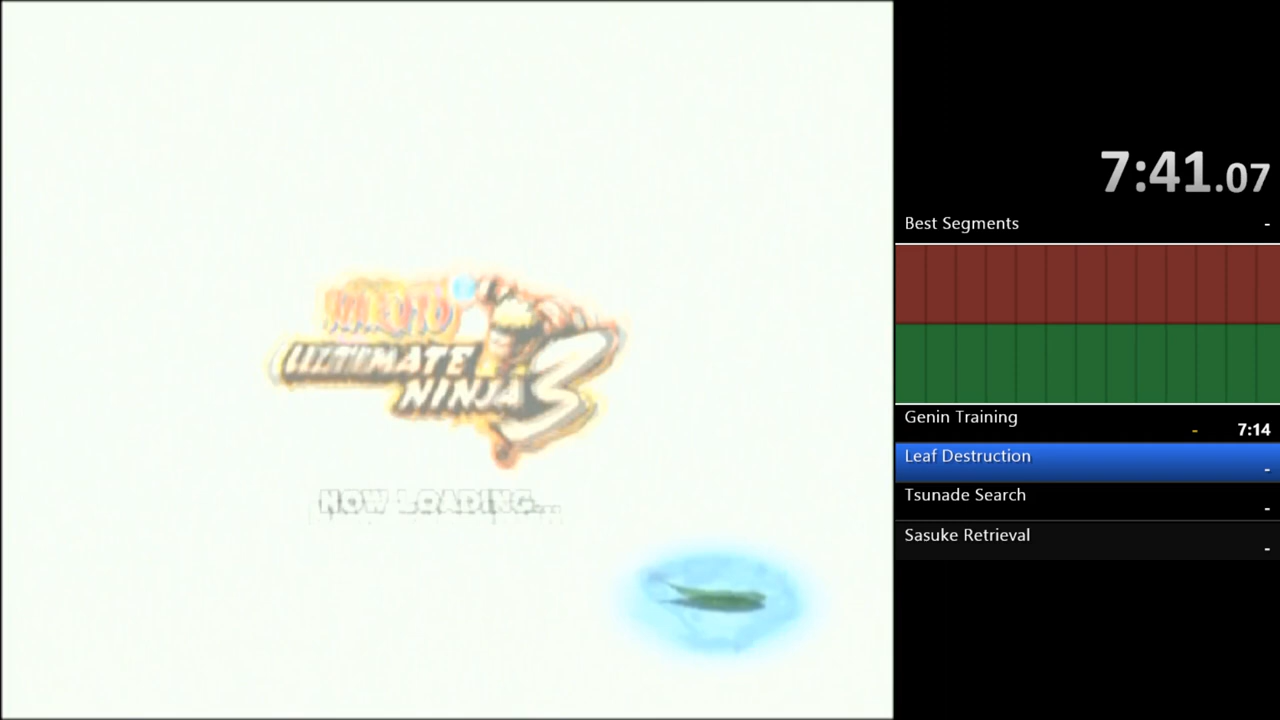 NARUTO
ULTIMATE
NINJA 3
NOW LOADING...
7:41.07
Best Segments -
Genin Training - 7:14
Leaf Destruction -
Tsunade Search -
Sasuke Retrieval -